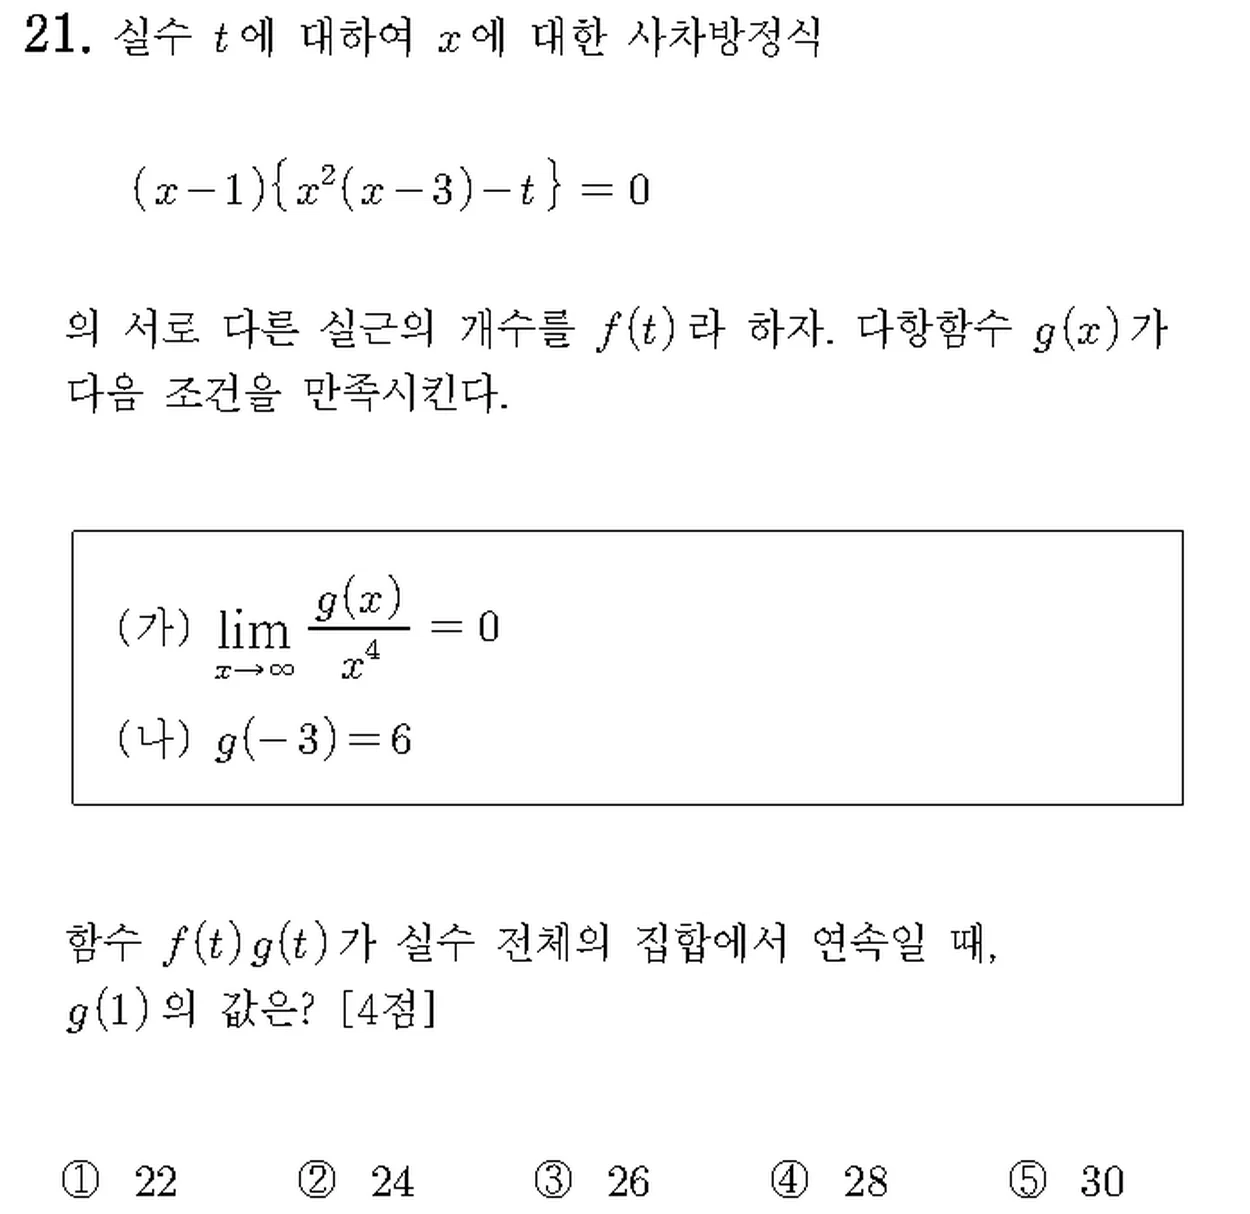 21. 실수 t에 대하여 x에 대한 사차방정식
(x-1){x²(x-3)-t}=0
의 서로 다른 실근의 개수를 f(t)라 하자. 다항함수 g(x)가
다음 조건을 만족시킨다.
(가) lim_{x→∞} g(x)/x⁴ = 0
(나) g(-3)=6
함수 f(t)g(t)가 실수 전체의 집합에서 연속일 때,
g(1)의 값은? [4점]
① 22 ② 24 ③ 26 ④ 28 ⑤ 30